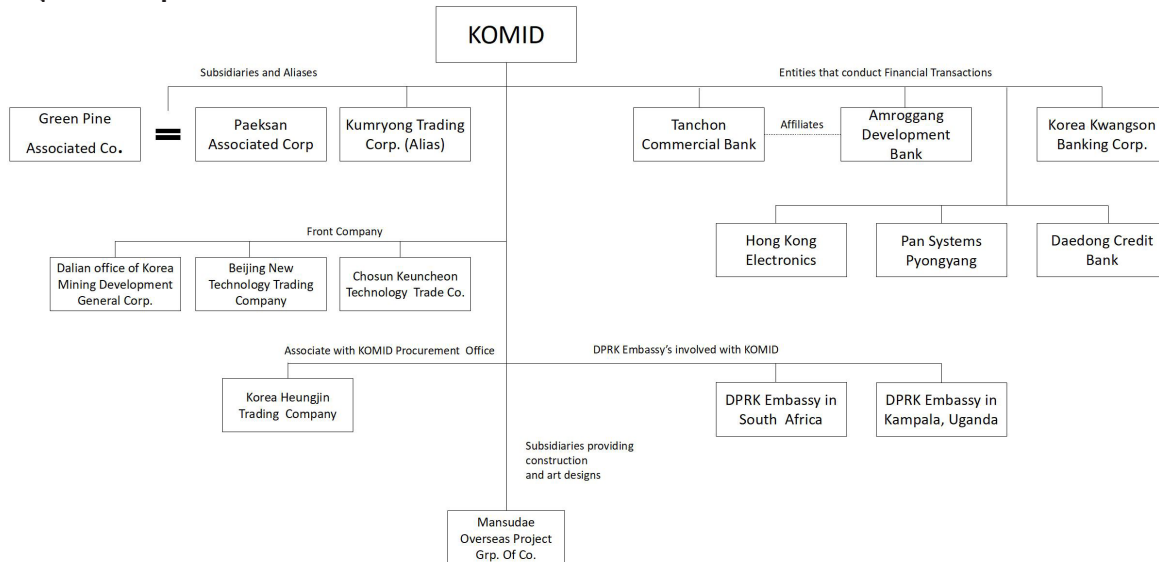 KOMID
Subsidiaries and Aliases
Entities that conduct Financial Transactions
Green Pine
Associated Co.
=
Paeksan
Associated Corp
Kumryong Trading
Corp. (Alias)
Tanchon
Commercial Bank
Affiliates
Amroggang
Development
Bank
Korea Kwangson
Banking Corp.
Front Company
Hong Kong
Electronics
Pan Systems
Pyongyang
Daedong Credit
Bank
Dalian office of Korea
Mining Development
General Corp.
Beijing New
Technology Trading
Company
Chosun Keuncheon
Technology Trade Co.
Associate with KOMID Procurement Office
DPRK Embassy's involved with KOMID
Korea Heungjin
Trading Company
DPRK Embassy in
South Africa
DPRK Embassy in
Kampala, Uganda
Subsidiaries providing
construction
and art designs
Mansudae
Overseas Project
Grp. Of Co.